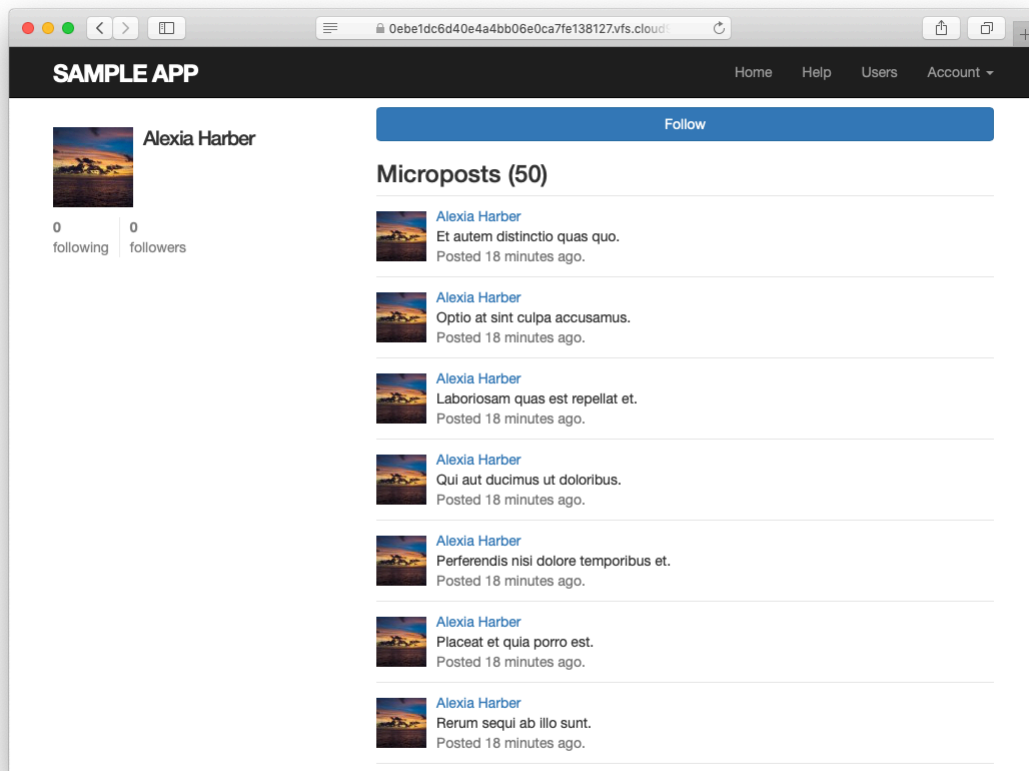 0ebe1dc6d40e4a4bb06e0ca7fe138127.vfs.cloud
SAMPLE APP
Home Help Users Account
Alexia Harber
0 following
0 followers
Follow
Microposts (50)
Alexia Harber
Et autem distinctio quas quo.
Posted 18 minutes ago.
Alexia Harber
Optio at sint culpa accusamus.
Posted 18 minutes ago.
Alexia Harber
Laboriosam quas est repellat et.
Posted 18 minutes ago.
Alexia Harber
Qui aut ducimus ut doloribus.
Posted 18 minutes ago.
Alexia Harber
Perferendis nisi dolore temporibus et.
Posted 18 minutes ago.
Alexia Harber
Placeat et quia porro est.
Posted 18 minutes ago.
Alexia Harber
Rerum sequi ab illo sunt.
Posted 18 minutes ago.